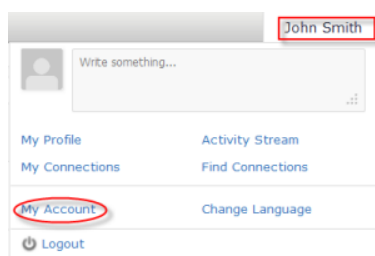 John Smith
Write something...
My Profile Activity Stream
My Connections Find Connections
My Account Change Language
Logout